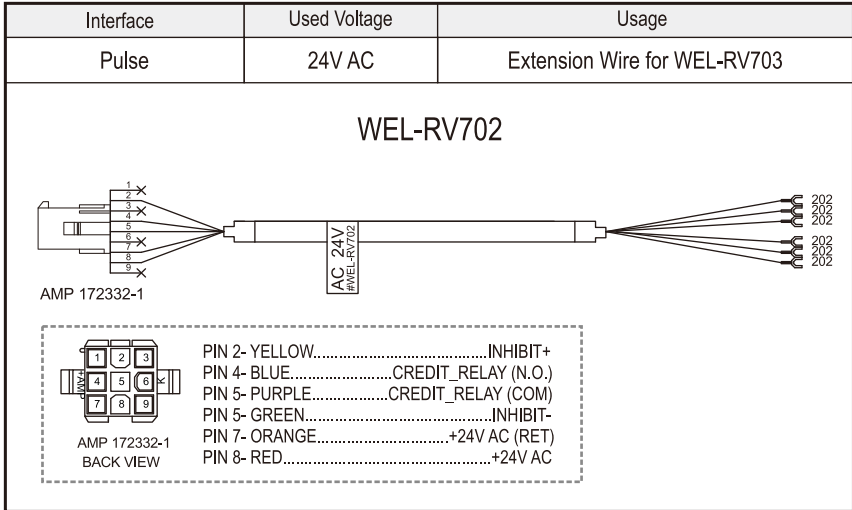 Interface Used Voltage Usage
Pulse 24V AC Extension Wire for WEL-RV703
WEL-RV702
1
2
3
4
5
6
7
8
9
202
202
202
202
202
202
AC 24V
#WEL-RV702
AMP 172332-1
1 2 3
4 5 6
7 8 9
AMP
K
AMP 172332-1
BACK VIEW
PIN 2- YELLOW..............................INHIBIT+
PIN 4- BLUE.................CREDIT_RELAY (N.O.)
PIN 5- PURPLE.............CREDIT_RELAY (COM)
PIN 5- GREEN................................INHIBIT-
PIN 7- ORANGE......................+24V AC (RET)
PIN 8- RED....................................+24V AC